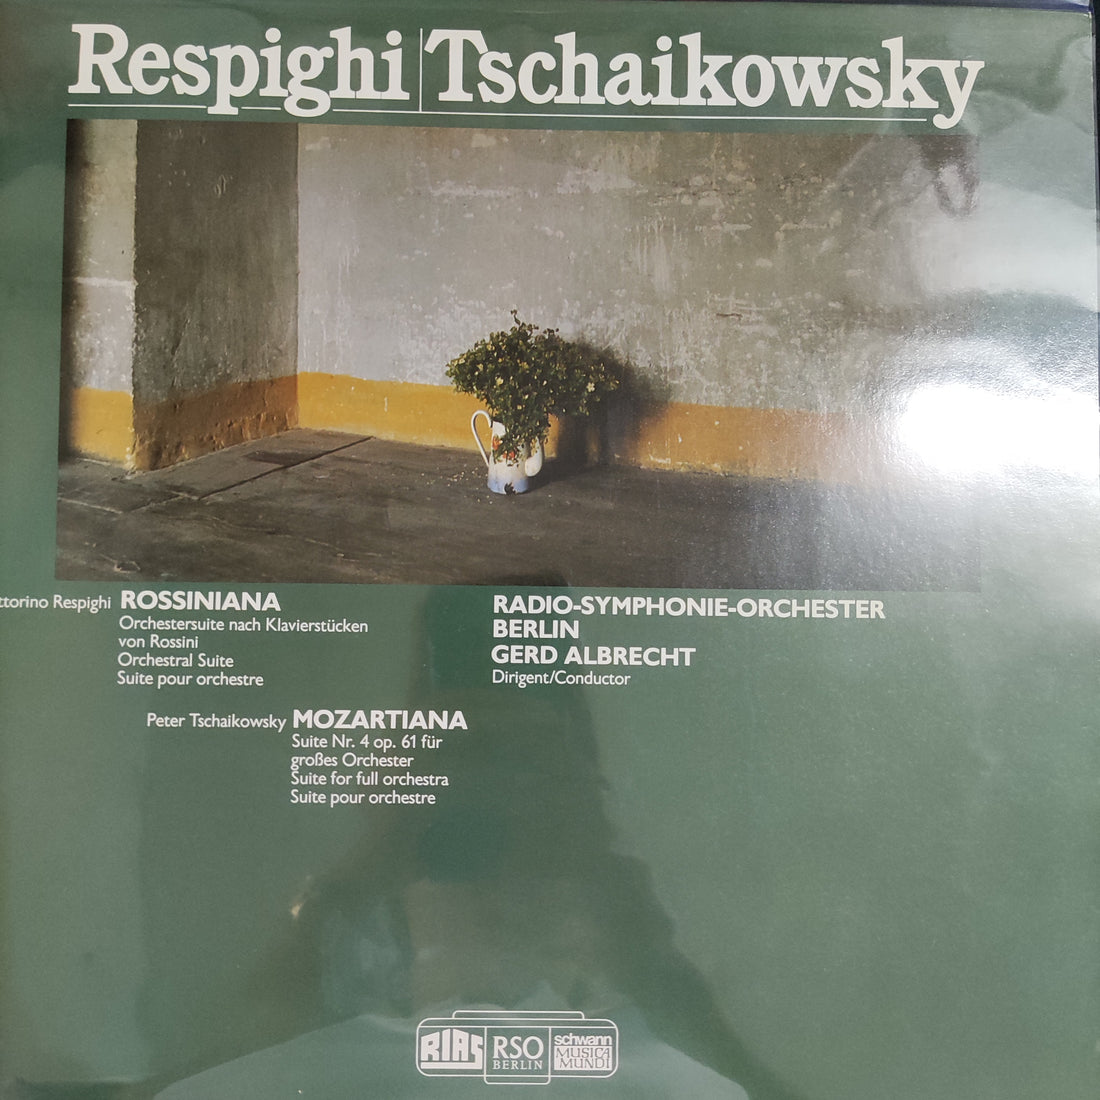 Respighi Tschaikowsky
ttorino Respighi ROSSINIANA
Orchestersuite nach Klavierstücken
von Rossini
Orchestral Suite
Suite pour orchestre
RADIO-SYMPHONIE-ORCHESTER
BERLIN
GERD ALBRECHT
Dirigent/Conductor
Peter Tschaikowsky MOZARTIANA
Suite Nr. 4 op. 61 für
großes Orchester
Suite for full orchestra
Suite pour orchestre
RIAS
RSO
BERLIN
schwann
MUSICA
MUNDI